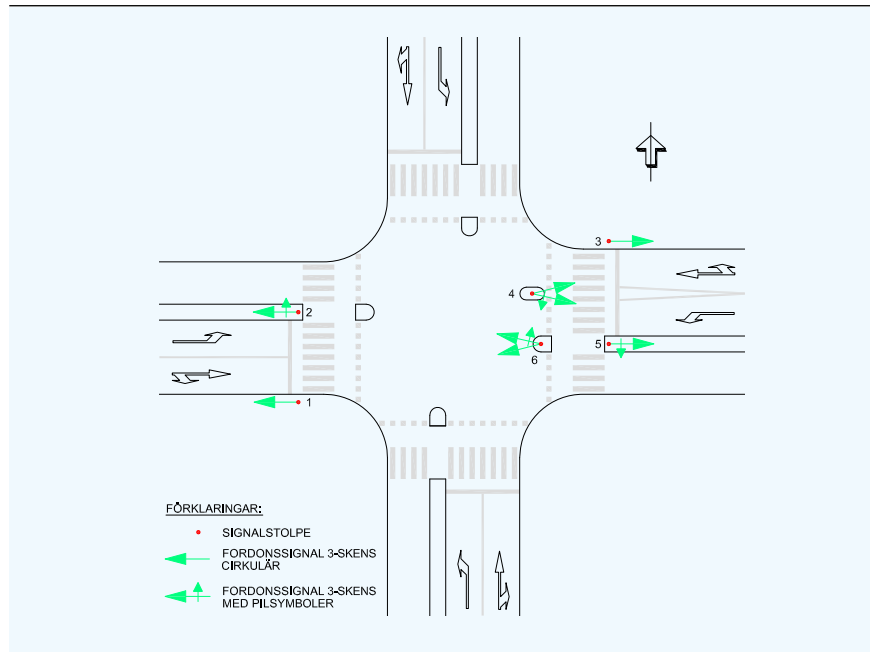 3
4
2
5
6
1
FÖRKLARINGAR:
SIGNALSTOLPE
FORDONSSIGNAL 3-SKENS
CIRKULÄR
FORDONSSIGNAL 3-SKENS
MED PILSYMBOLER